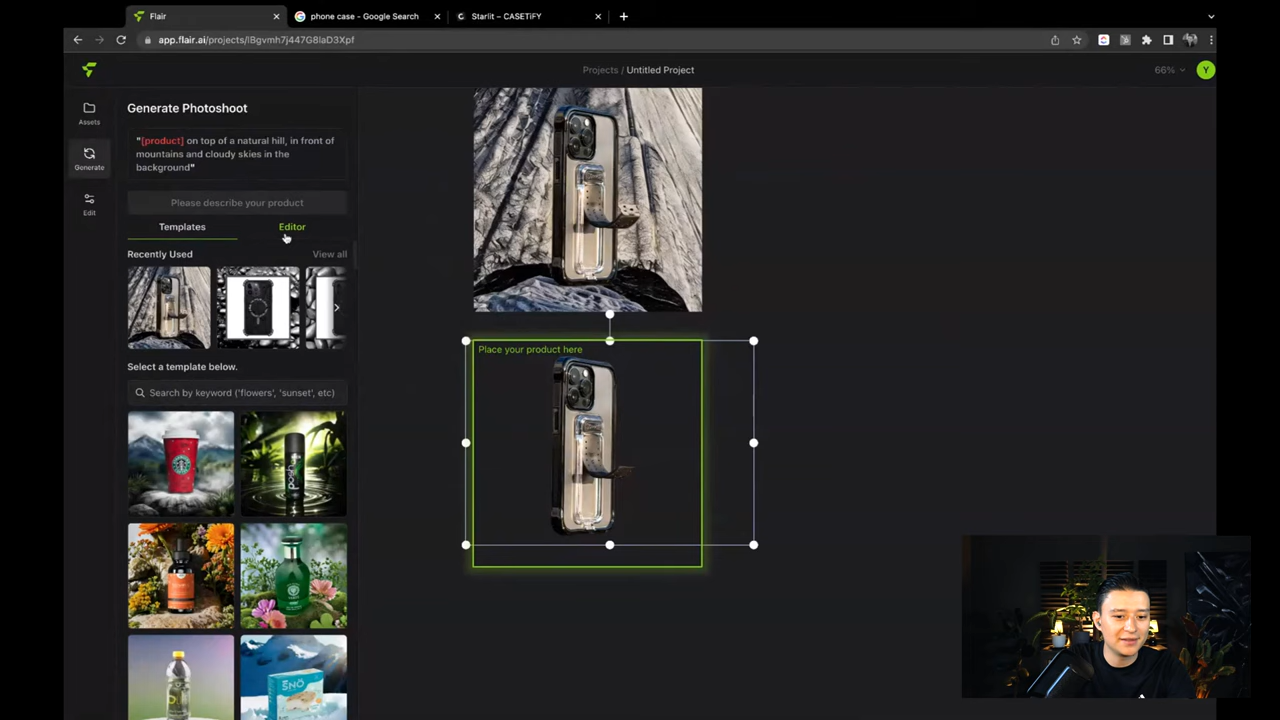 Flair
phone case - Google Search
Starlit – CASETiFY
app.flair.ai/projects/
Projects / Untitled Project
66%
Y
Assets
Generate
Edit
Generate Photoshoot
"[product] on top of a natural hill, in front of
mountains and cloudy skies in the
background"
Please describe your product
Templates
Editor
Recently Used
View all
Select a template below.
Search by keyword ('flowers', 'sunset', etc)
posh
SNÖ
Place your product here